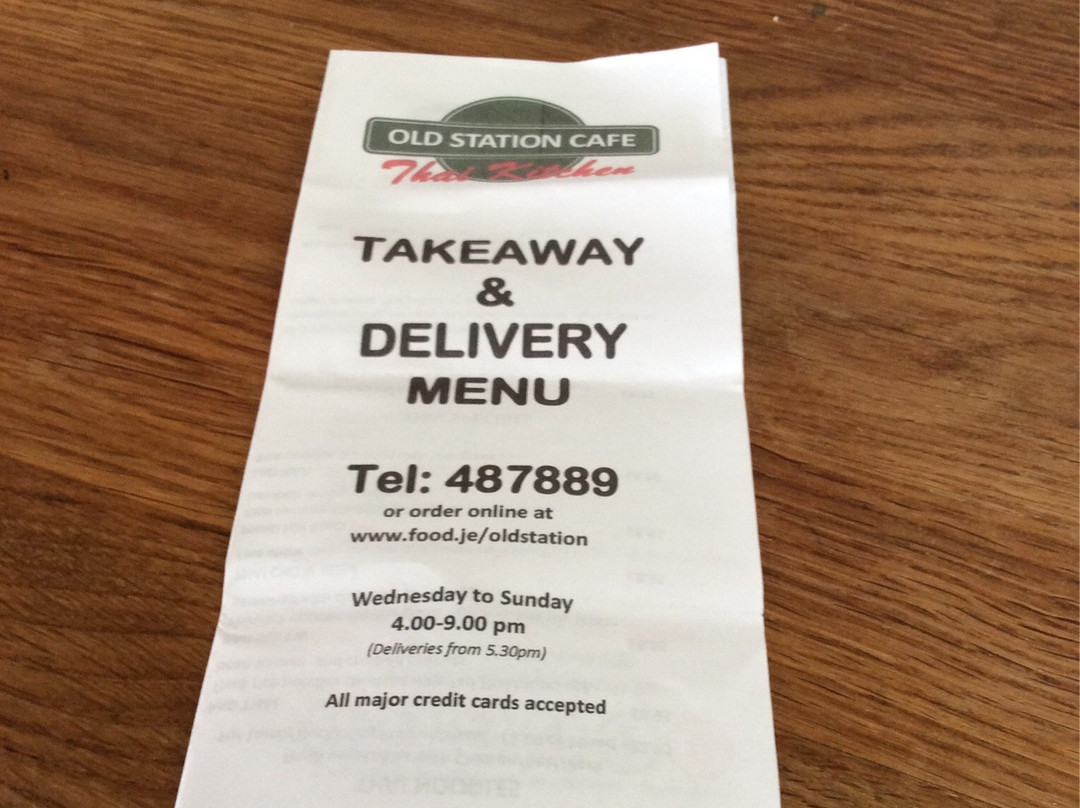 OLD STATION CAFE
Thai Kitchen
TAKEAWAY
&
DELIVERY
MENU
Tel: 487889
or order online at
www.food.je/oldstation
Wednesday to Sunday
4.00-9.00 pm
(Deliveries from 5.30pm)
All major credit cards accepted